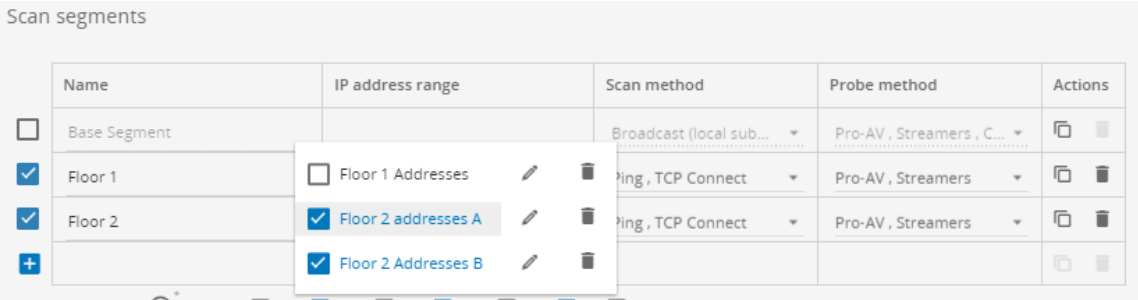 Scan segments
Name IP address range Scan method Probe method Actions
Base Segment Broadcast (local sub... Pro-AV , Streamers , C...
Floor 1 Floor 1 Addresses Ping , TCP Connect Pro-AV , Streamers
Floor 2 Floor 2 addresses A Ping , TCP Connect Pro-AV , Streamers
Floor 2 Addresses B